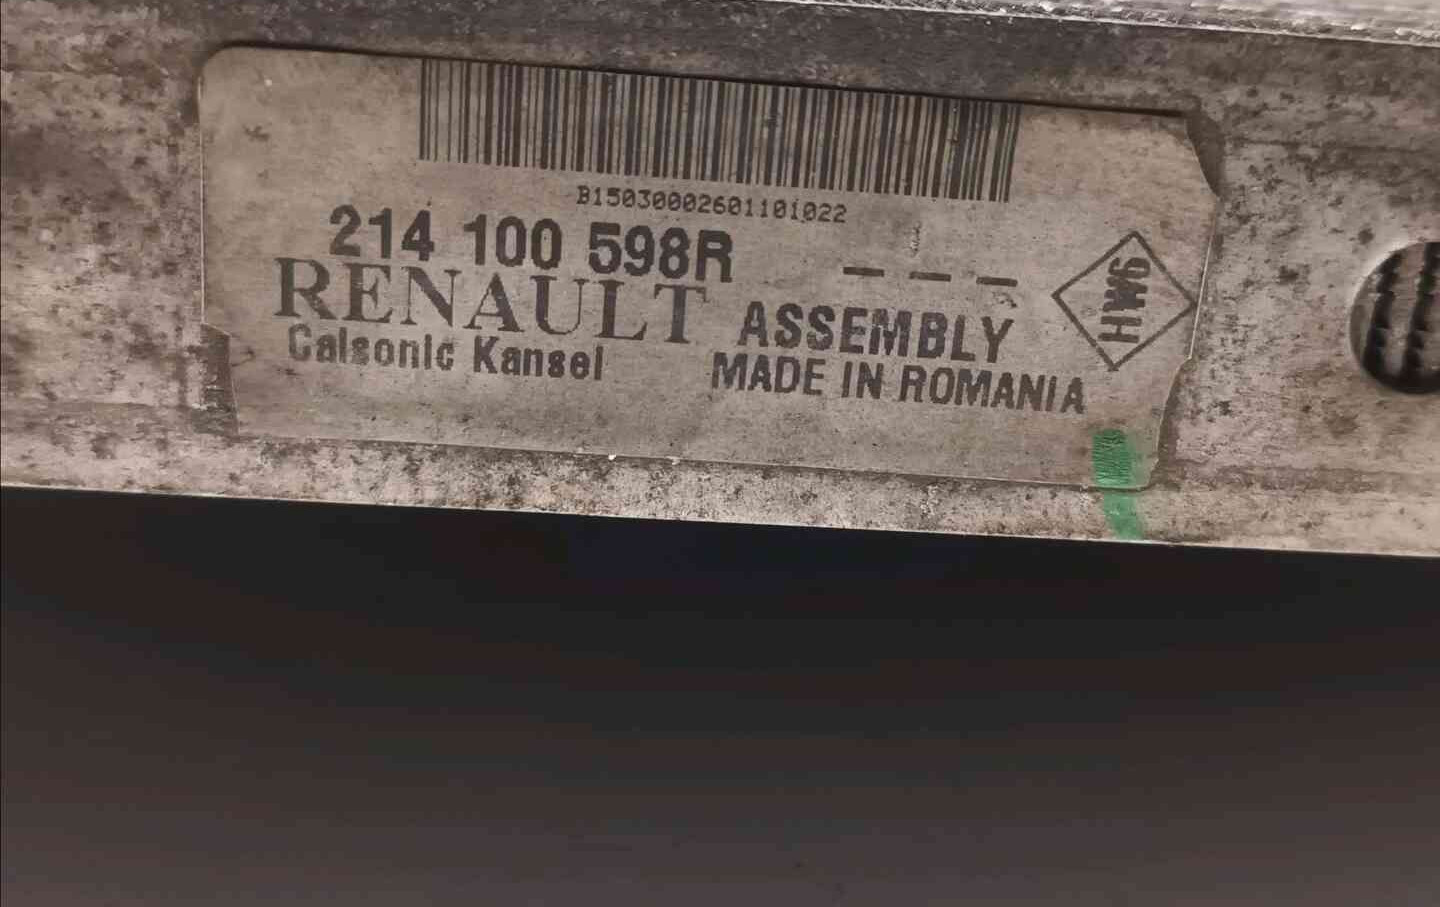 B15030002601101022
214 100 598R
---
RENAULT ASSEMBLY
Calsonic Kansei MADE IN ROMANIA
HW6